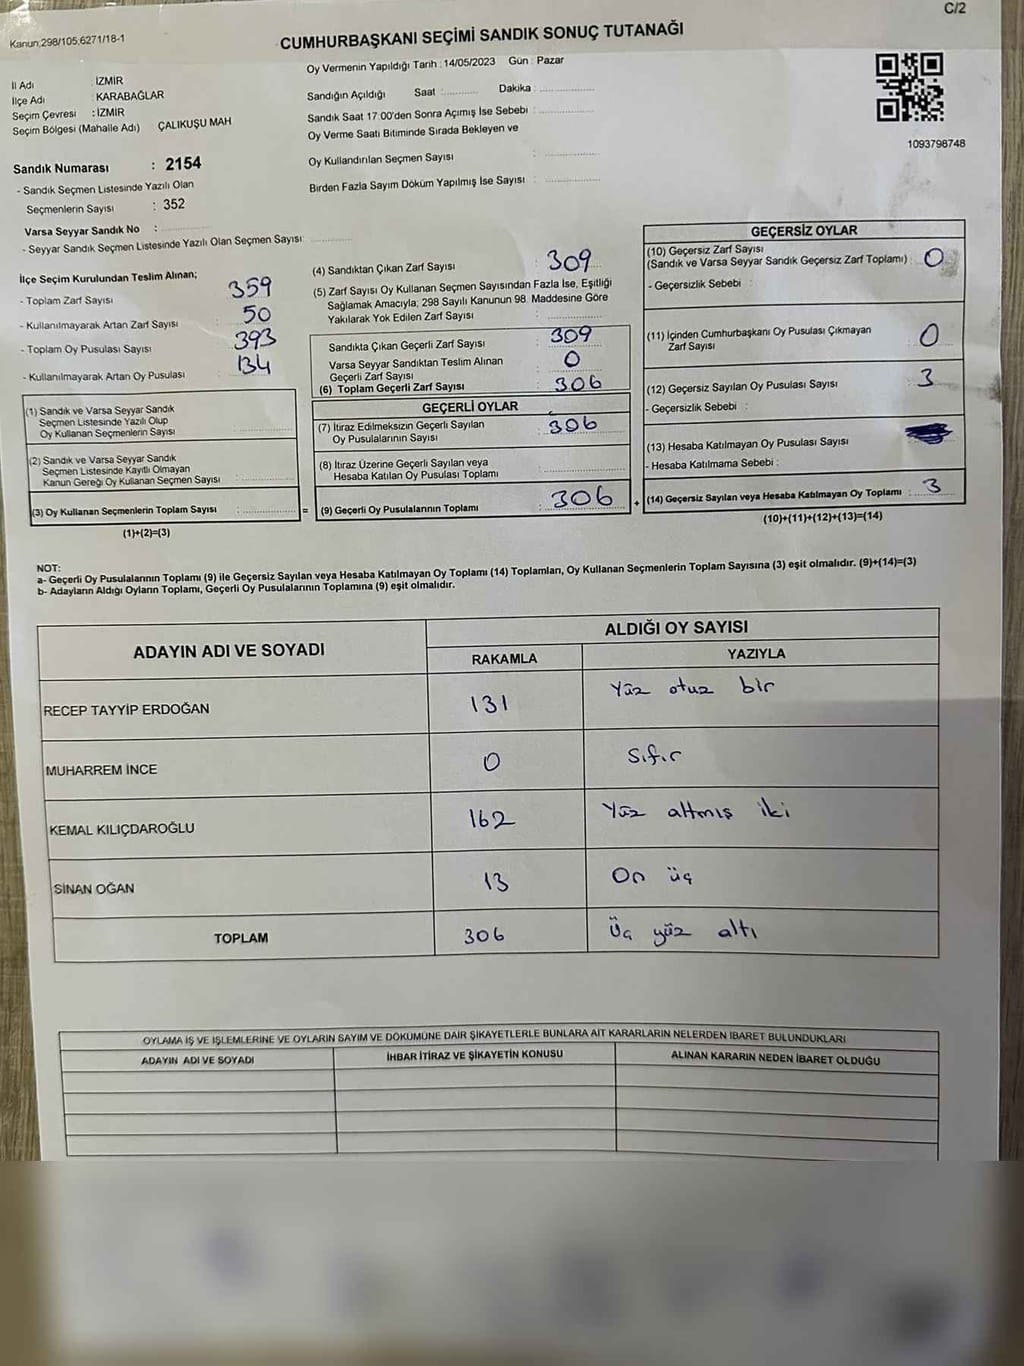 Kanun,298/105,6271/18-1
C/2
CUMHURBAŞKANI SEÇİMİ SANDIK SONUÇ TUTANAĞI
İl Adı : İZMİR
İlçe Adı : KARABAĞLAR
Seçim Çevresi : İZMİR
Seçim Bölgesi (Mahalle Adı) ÇALIKUŞU MAH
Sandık Numarası : 2154
- Sandık Seçmen Listesinde Yazılı Olan
Seçmenlerin Sayısı : 352
Varsa Seyyar Sandık No :
- Seyyar Sandık Seçmen Listesinde Yazılı Olan Seçmen Sayısı:
Oy Vermenin Yapıldığı Tarih : 14/05/2023 Gün : Pazar
Sandığın Açıldığı Saat : Dakika :
Sandık Saat 17:00'den Sonra Açımış İse Sebebi :
Oy Verme Saati Bitiminde Sırada Bekleyen ve
Oy Kullandırılan Seçmen Sayısı :
Birden Fazla Sayım Döküm Yapılmış İse Sayısı :
1093798748
İlçe Seçim Kurulundan Teslim Alınan;
- Toplam Zarf Sayısı : 359
- Kullanılmayarak Artan Zarf Sayısı : 50
- Toplam Oy Pusulası Sayısı : 393
- Kullanılmayarak Artan Oy Pusulası : 134
(1) Sandık ve Varsa Seyyar Sandık
Seçmen Listesinde Yazılı Olup
Oy Kullanan Seçmenlerin Sayısı :
(2) Sandık ve Varsa Seyyar Sandık
Seçmen Listesinde Kayıtlı Olmayan
Kanun Gereği Oy Kullanan Seçmen Sayısı :
(3) Oy Kullanan Seçmenlerin Toplam Sayısı : =
(1)+(2)=(3)
(4) Sandıktan Çıkan Zarf Sayısı : 309
(5) Zarf Sayısı Oy Kullanan Seçmen Sayısından Fazla İse, Eşitliği
Sağlamak Amacıyla; 298 Sayılı Kanunun 98. Maddesine Göre
Yakılarak Yok Edilen Zarf Sayısı :
Sandıkta Çıkan Geçerli Zarf Sayısı : 309
Varsa Seyyar Sandıktan Teslim Alınan
Geçerli Zarf Sayısı : 0
(6) Toplam Geçerli Zarf Sayısı : 306
GEÇERLİ OYLAR
(7) İtiraz Edilmeksizin Geçerli Sayılan
Oy Pusulalarının Sayısı : 306
(8) İtiraz Üzerine Geçerli Sayılan veya
Hesaba Katılan Oy Pusulası Toplamı :
(9) Geçerli Oy Pusulalarının Toplamı : 306 +
GEÇERSİZ OYLAR
(10) Geçersiz Zarf Sayısı
(Sandık ve Varsa Seyyar Sandık Geçersiz Zarf Toplamı) : 0
- Geçersizlik Sebebi :
(11) İçinden Cumhurbaşkanı Oy Pusulası Çıkmayan
Zarf Sayısı : 0
(12) Geçersiz Sayılan Oy Pusulası Sayısı : 3
- Geçersizlik Sebebi :
(13) Hesaba Katılmayan Oy Pusulası Sayısı
- Hesaba Katılmama Sebebi :
(14) Geçersiz Sayılan veya Hesaba Katılmayan Oy Toplamı : 3
(10)+(11)+(12)+(13)=(14)
NOT:
a- Geçerli Oy Pusulalarının Toplamı (9) ile Geçersiz Sayılan veya Hesaba Katılmayan Oy Toplamı (14) Toplamları, Oy Kullanan Seçmenlerin Toplam Sayısına (3) eşit olmalıdır. (9)+(14)=(3)
b- Adayların Aldığı Oyların Toplamı, Geçerli Oy Pusulalarının Toplamına (9) eşit olmalıdır.
ADAYIN ADI VE SOYADI
ALDIĞI OY SAYISI
RAKAMLA YAZIYLA
RECEP TAYYİP ERDOĞAN 131 Yüz otuz bir
MUHARREM İNCE 0 Sıfır
KEMAL KILIÇDAROĞLU 162 Yüz altmış iki
SİNAN OĞAN 13 On üç
TOPLAM 306 Üç yüz altı
OYLAMA İŞ VE İŞLEMLERİNE VE OYLARIN SAYIM VE DÖKÜMÜNE DAİR ŞİKAYETLERLE BUNLARA AİT KARARLARIN NELERDEN İBARET BULUNDUKLARI
ADAYIN ADI VE SOYADI İHBAR İTİRAZ VE ŞİKAYETİN KONUSU ALINAN KARARIN NEDEN İBARET OLDUĞU